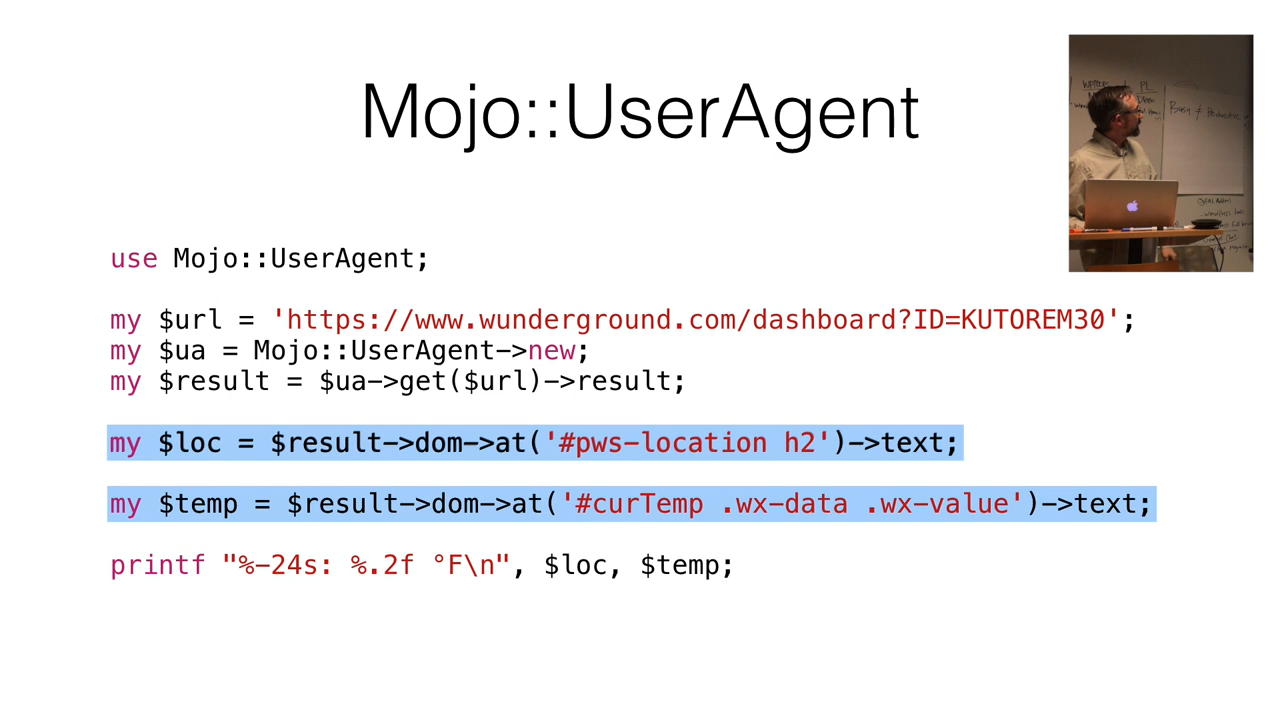 Mojo::UserAgent
use Mojo::UserAgent;
my $url = 'https://www.wunderground.com/dashboard?ID=KUTOREM30';
my $ua = Mojo::UserAgent->new;
my $result = $ua->get($url)->result;
my $loc = $result->dom->at('#pws-location h2')->text;
my $temp = $result->dom->at('#curTemp .wx-data .wx-value')->text;
printf "%-24s: %.2f °F\n", $loc, $temp;
PL
Busy ≠